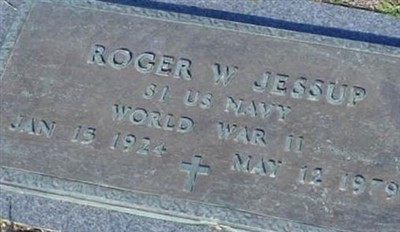 ROGER W JESSUP
S1 US NAVY
WORLD WAR II
JAN 15 1924 MAY 12 1979